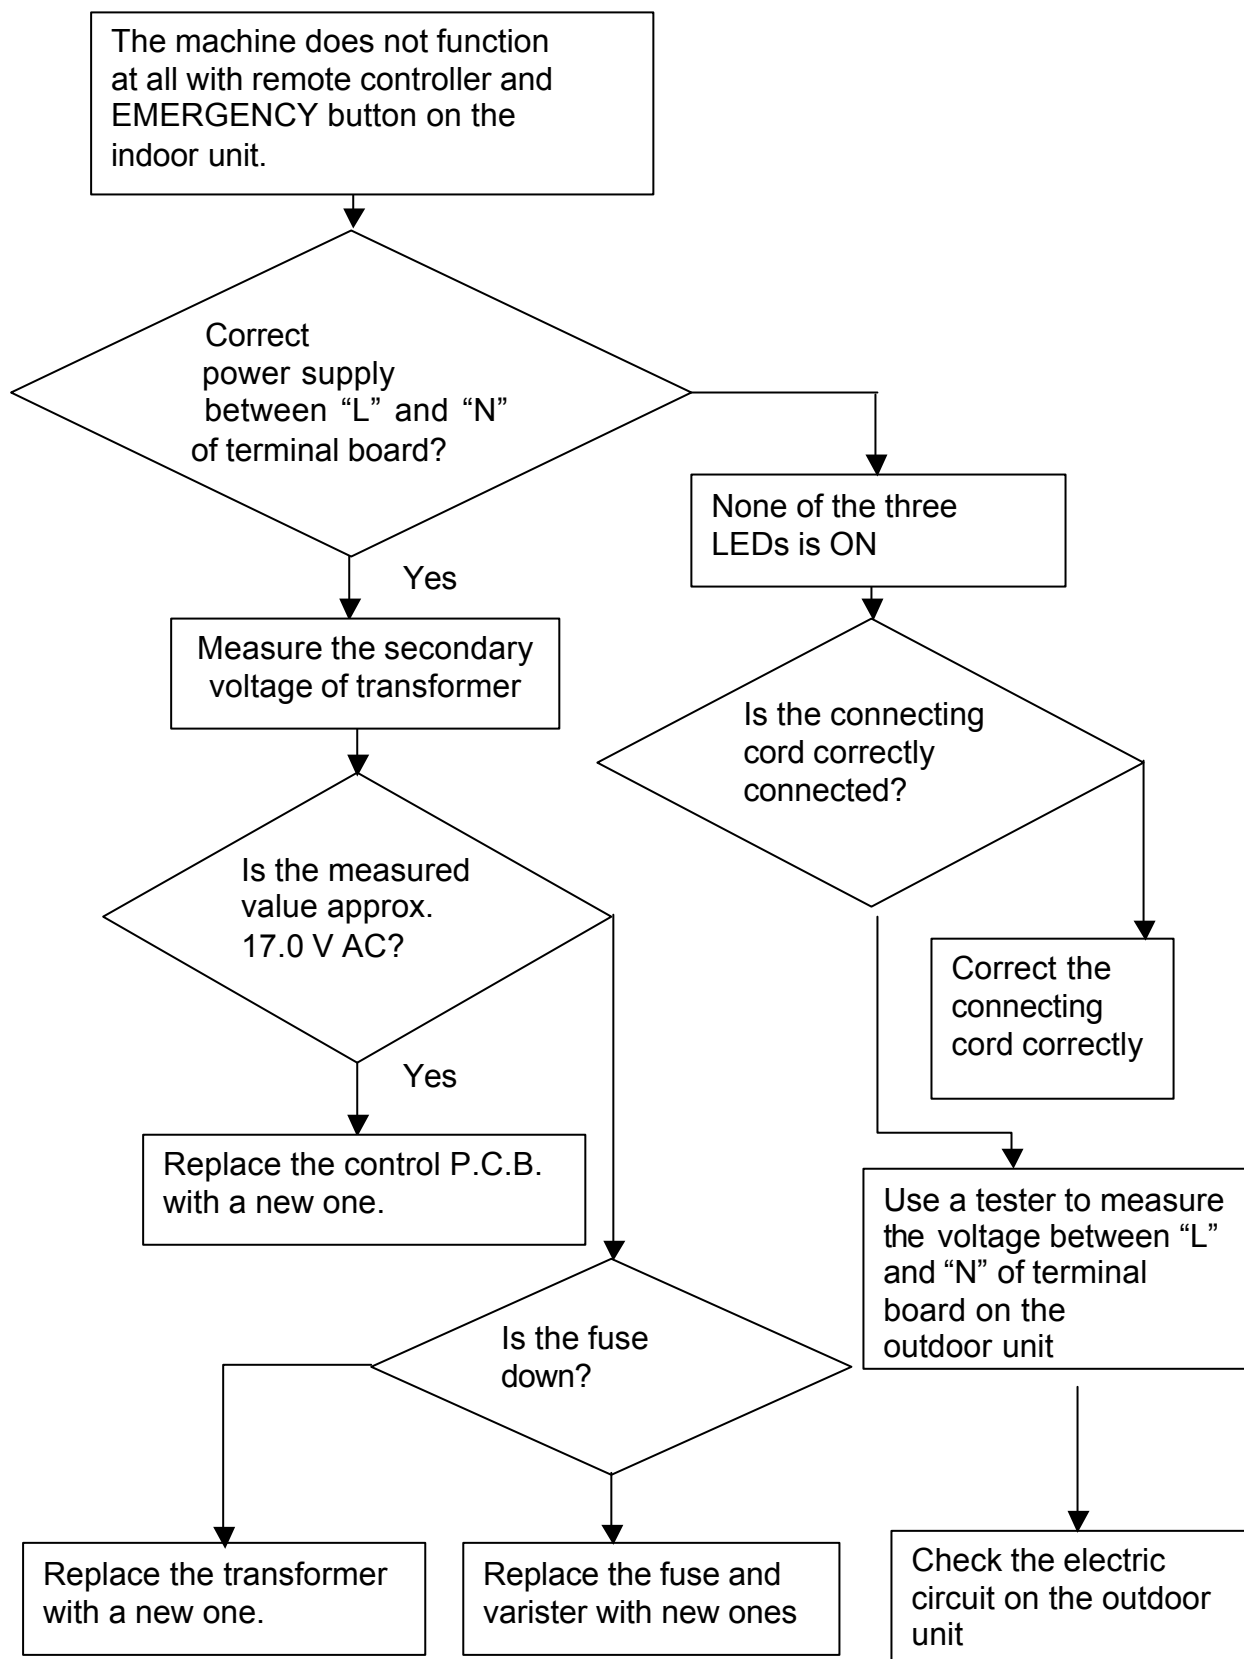 The machine does not function
at all with remote controller and
EMERGENCY button on the
indoor unit.
Correct
power supply
between “L” and “N”
of terminal board?
None of the three
LEDs is ON
Yes
Measure the secondary
voltage of transformer
Is the connecting
cord correctly
connected?
Is the measured
value approx.
17.0 V AC?
Correct the
connecting
cord correctly
Yes
Replace the control P.C.B.
with a new one.
Use a tester to measure
the voltage between “L”
and “N” of terminal
board on the
outdoor unit
Is the fuse
down?
Replace the transformer
with a new one.
Replace the fuse and
varister with new ones
Check the electric
circuit on the outdoor
unit